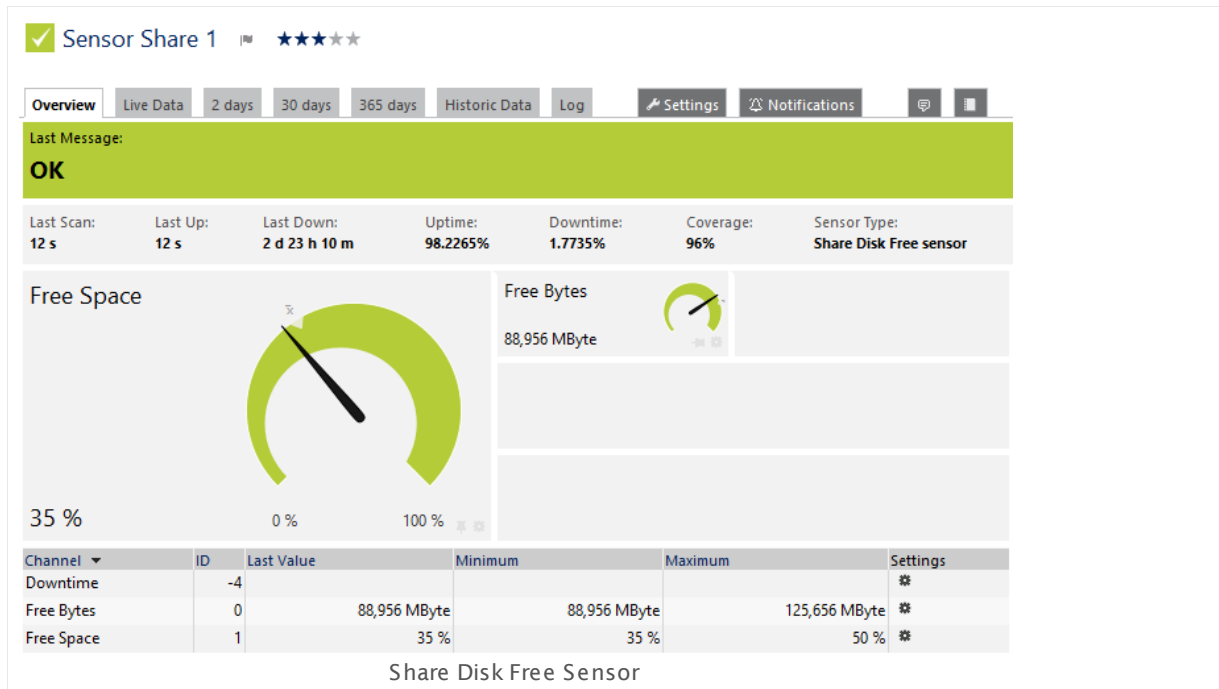 Sensor Share 1
Overview Live Data 2 days 30 days 365 days Historic Data Log Settings Notifications
Last Message:
OK
Last Scan: Last Up: Last Down: Uptime: Downtime: Coverage: Sensor Type:
12 s 12 s 2 d 23 h 10 m 98.2265% 1.7735% 96% Share Disk Free sensor
Free Space
Free Bytes
88,956 MByte
35 %
0 % 100 %
Channel ID Last Value Minimum Maximum Settings
Downtime -4
Free Bytes 0 88,956 MByte 88,956 MByte 125,656 MByte
Free Space 1 35 % 35 % 50 %
Share Disk Free Sensor